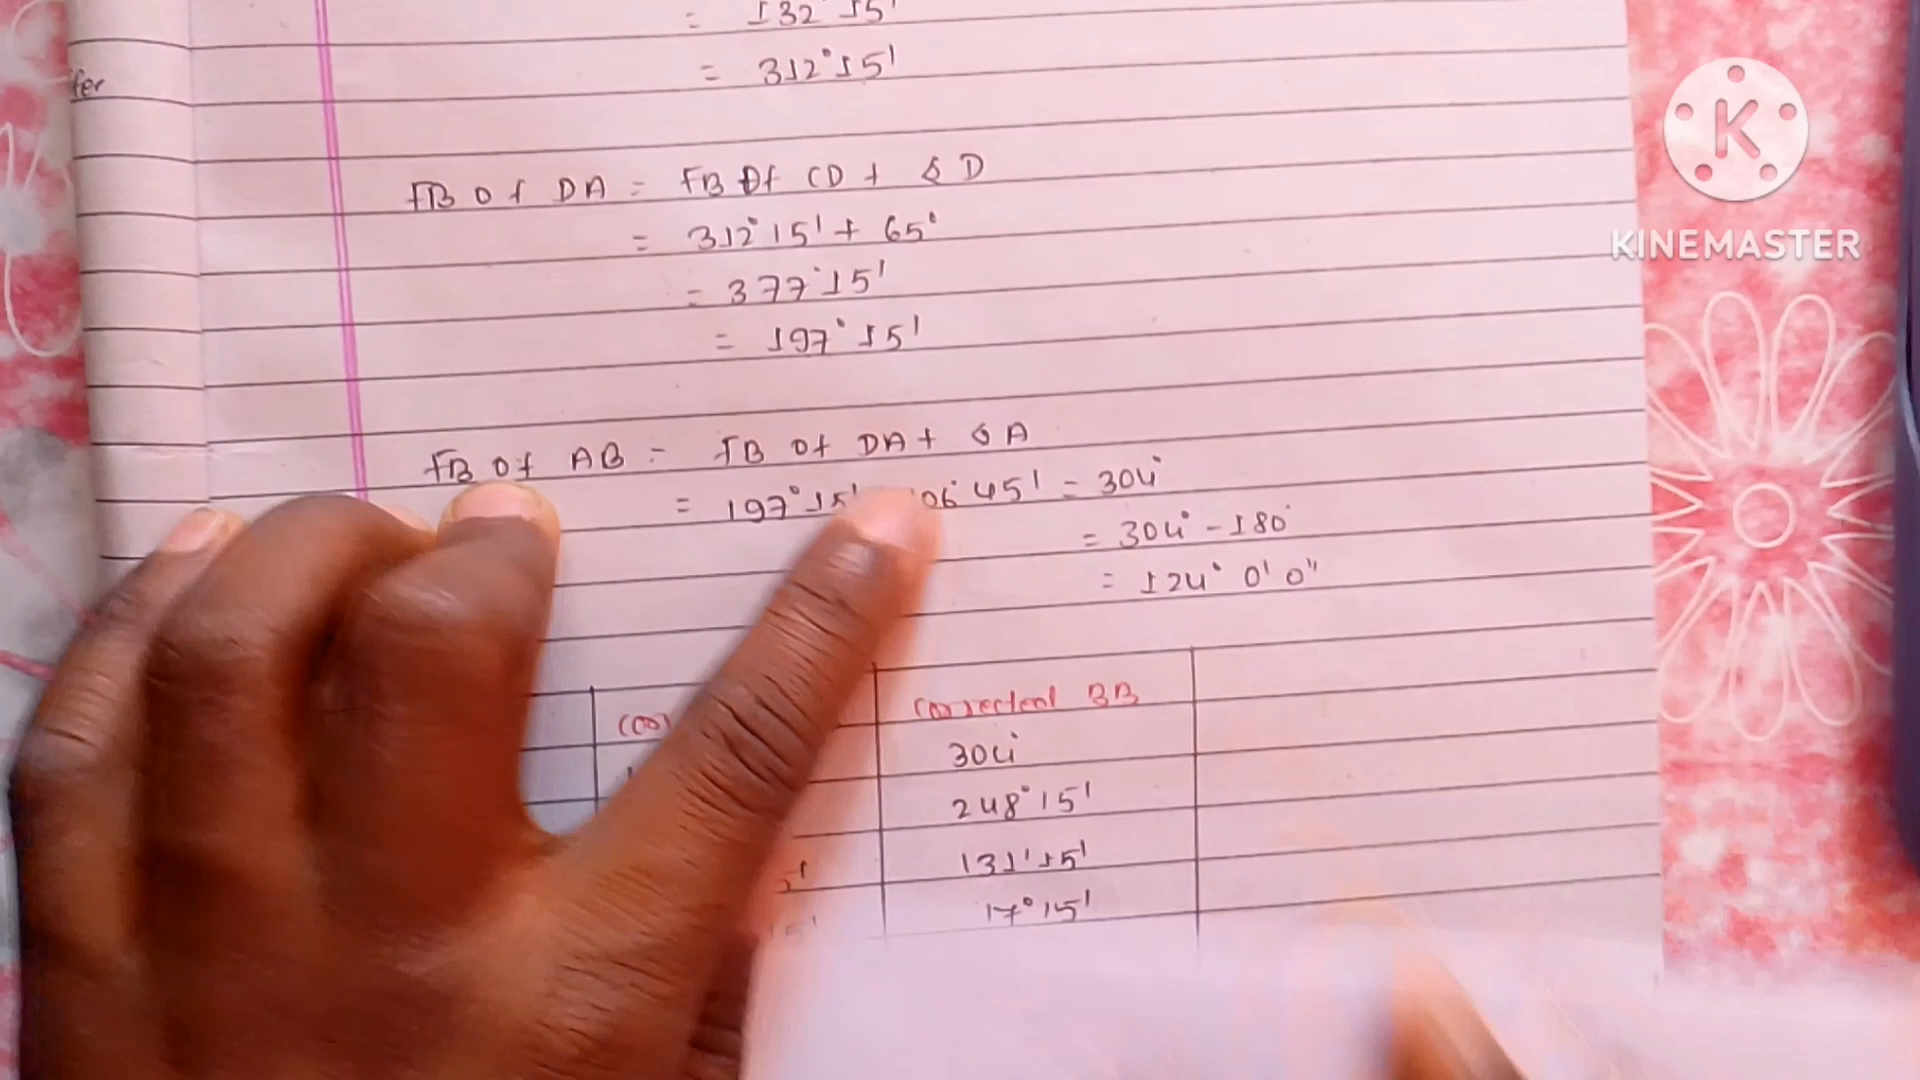 = 132°15'
= 312°15'
fer
FB Of DA = FB Of CD + ∠D
= 312°15' + 65°
= 377°15'
= 197°15'
FB Of AB = FB Of DA + ∠A
= 197°15' 06°45' = 304°
= 304° - 180°
= 124° 0' 0"
corrected BB
304°
248°15'
131'15'
17°15'
KINEMASTER